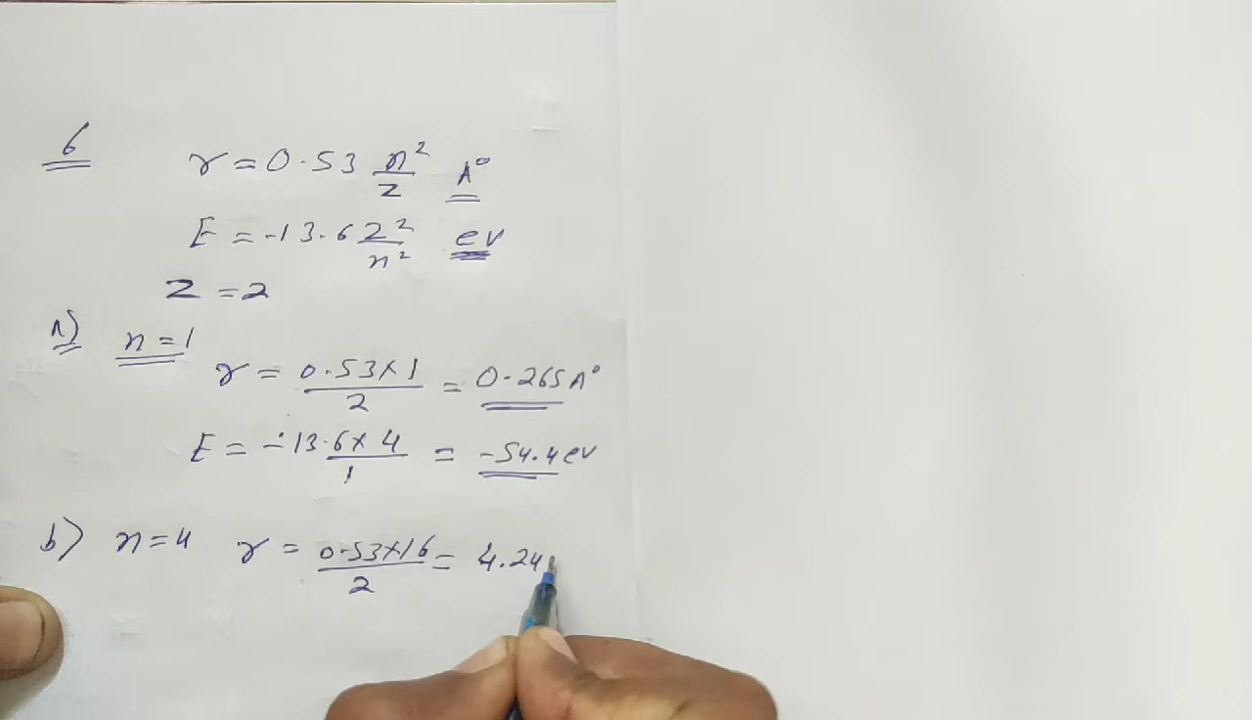 6
r = 0.53 n²/z A°
E = -13.6 z²/n² ev
Z = 2
a) n = 1
r = 0.53×1/2 = 0.265 A°
E = -13.6×4/1 = -54.4 ev
b) n = 4 r = 0.53×16/2 = 4.24